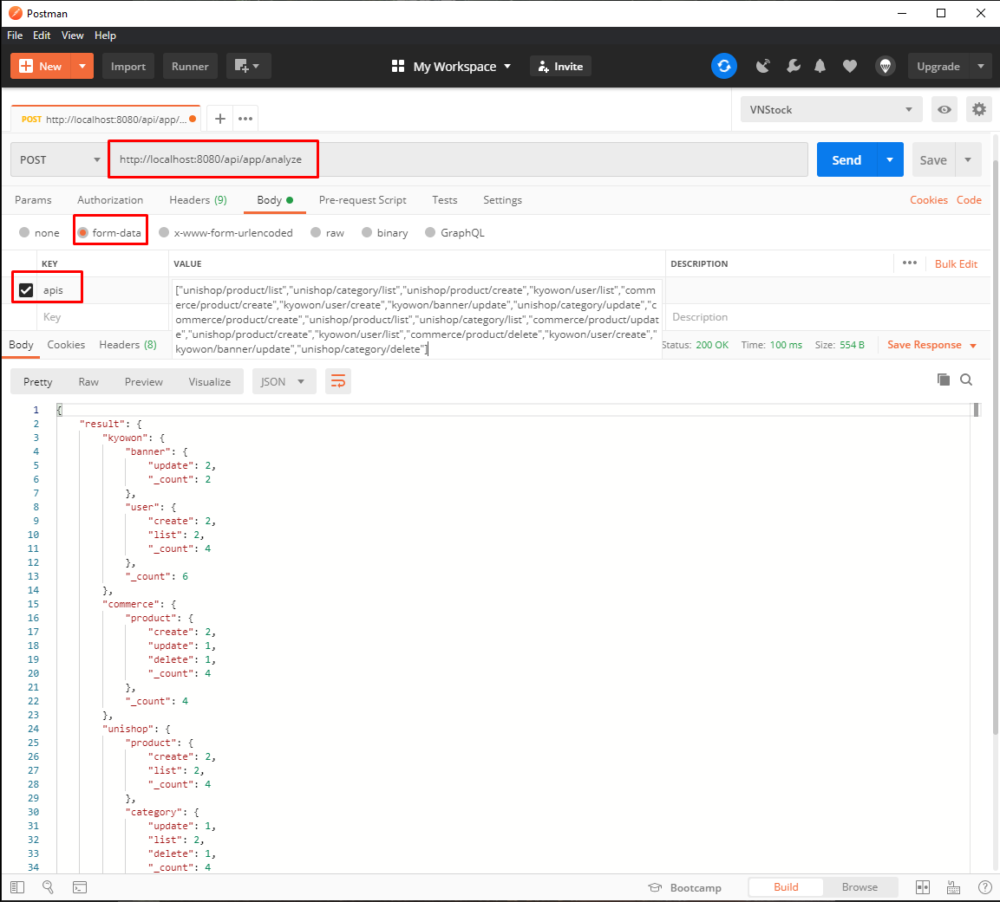 Postman
File Edit View Help
New Import Runner My Workspace Invite Upgrade
POST http://localhost:8080/api/app/... + ••• VNStock
POST http://localhost:8080/api/app/analyze Send Save
Params Authorization Headers (9) Body Pre-request Script Tests Settings Cookies Code
none form-data x-www-form-urlencoded raw binary GraphQL
KEY VALUE DESCRIPTION ••• Bulk Edit
apis ["unishop/product/list","unishop/category/list","unishop/product/create","kyowon/user/list","comm
erce/product/create","kyowon/user/create","kyowon/banner/update","unishop/category/update","c
ommerce/product/create","unishop/product/list","unishop/category/list","commerce/product/updat
e","unishop/product/create","kyowon/user/list","commerce/product/delete","kyowon/user/create","
kyowon/banner/update","unishop/category/delete"]
Key Description
Body Cookies Headers (8) Status: 200 OK Time: 100 ms Size: 554 B Save Response
Pretty Raw Preview Visualize JSON
1 {
2 "result": {
3 "kyowon": {
4 "banner": {
5 "update": 2,
6 "_count": 2
7 },
8 "user": {
9 "create": 2,
10 "list": 2,
11 "_count": 4
12 },
13 "_count": 6
14 },
15 "commerce": {
16 "product": {
17 "create": 2,
18 "update": 1,
19 "delete": 1,
20 "_count": 4
21 },
22 "_count": 4
23 },
24 "unishop": {
25 "product": {
26 "create": 2,
27 "list": 2,
28 "_count": 4
29 },
30 "category": {
31 "update": 1,
32 "list": 2,
33 "delete": 1,
34 "_count": 4
Bootcamp Build Browse